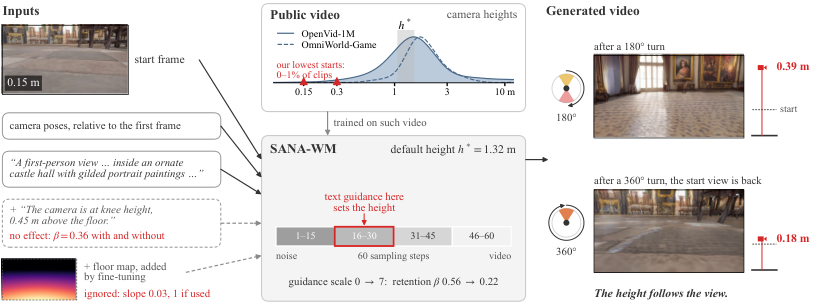 Inputs
0.15 m
start frame
camera poses, relative to the first frame
“A first-person view … inside an ornate
castle hall with gilded portrait paintings …”
+ “The camera is at knee height,
0.45 m above the floor.”
no effect: β = 0.36 with and without
+ floor map, added
by fine-tuning
ignored: slope 0.03, 1 if used
Public video
camera heights
h*
OpenVid-1M
OmniWorld-Game
our lowest starts:
0–1% of clips
0.15 0.3 1 3 10 m
trained on such video
SANA-WM
default height h* = 1.32 m
text guidance here
sets the height
1–15 16–30 31–45 46–60
noise 60 sampling steps video
guidance scale 0 → 7: retention β 0.56 → 0.22
Generated video
after a 180° turn
180°
0.39 m
start
after a 360° turn, the start view is back
360°
0.18 m
The height follows the view.